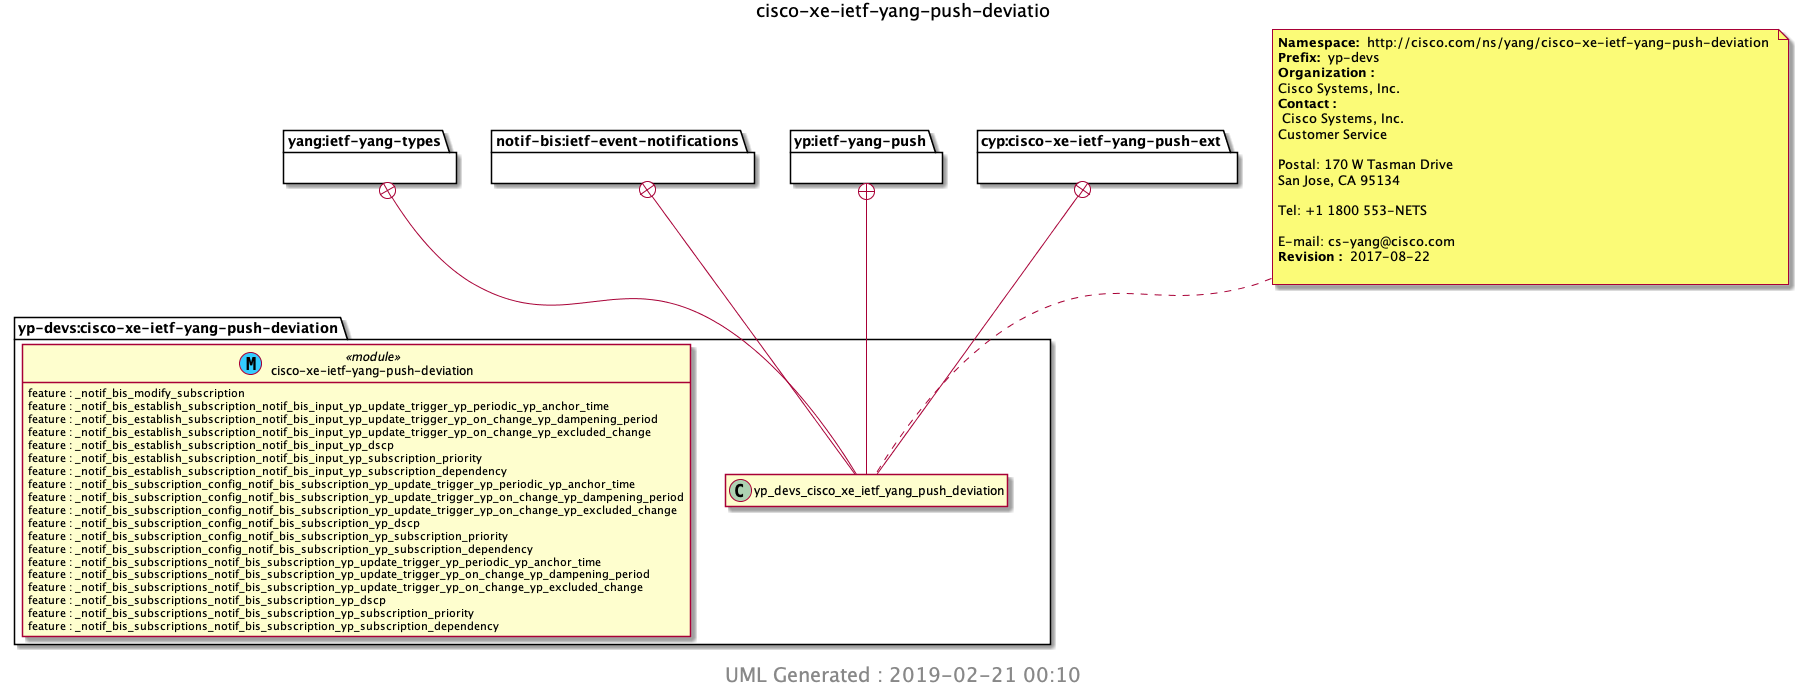 cisco-xe-ietf-yang-push-deviatio
Namespace: http://cisco.com/ns/yang/cisco-xe-ietf-yang-push-deviation
Prefix: yp-devs
Organization :
Cisco Systems, Inc.
Contact :
Cisco Systems, Inc.
Customer Service
Postal: 170 W Tasman Drive
San Jose, CA 95134
Tel: +1 1800 553-NETS
E-mail: cs-yang@cisco.com
Revision : 2017-08-22
yang:ietf-yang-types
notif-bis:ietf-event-notifications
yp:ietf-yang-push
cyp:cisco-xe-ietf-yang-push-ext
yp-devs:cisco-xe-ietf-yang-push-deviation
M
«module»
cisco-xe-ietf-yang-push-deviation
feature : _notif_bis_modify_subscription
feature : _notif_bis_establish_subscription_notif_bis_input_yp_update_trigger_yp_periodic_yp_anchor_time
feature : _notif_bis_establish_subscription_notif_bis_input_yp_update_trigger_yp_on_change_yp_dampening_period
feature : _notif_bis_establish_subscription_notif_bis_input_yp_update_trigger_yp_on_change_yp_excluded_change
feature : _notif_bis_establish_subscription_notif_bis_input_yp_dscp
feature : _notif_bis_establish_subscription_notif_bis_input_yp_subscription_priority
feature : _notif_bis_establish_subscription_notif_bis_input_yp_subscription_dependency
feature : _notif_bis_subscription_config_notif_bis_subscription_yp_update_trigger_yp_periodic_yp_anchor_time
feature : _notif_bis_subscription_config_notif_bis_subscription_yp_update_trigger_yp_on_change_yp_dampening_period
feature : _notif_bis_subscription_config_notif_bis_subscription_yp_update_trigger_yp_on_change_yp_excluded_change
feature : _notif_bis_subscription_config_notif_bis_subscription_yp_dscp
feature : _notif_bis_subscription_config_notif_bis_subscription_yp_subscription_priority
feature : _notif_bis_subscription_config_notif_bis_subscription_yp_subscription_dependency
feature : _notif_bis_subscriptions_notif_bis_subscription_yp_update_trigger_yp_periodic_yp_anchor_time
feature : _notif_bis_subscriptions_notif_bis_subscription_yp_update_trigger_yp_on_change_yp_dampening_period
feature : _notif_bis_subscriptions_notif_bis_subscription_yp_update_trigger_yp_on_change_yp_excluded_change
feature : _notif_bis_subscriptions_notif_bis_subscription_yp_dscp
feature : _notif_bis_subscriptions_notif_bis_subscription_yp_subscription_priority
feature : _notif_bis_subscriptions_notif_bis_subscription_yp_subscription_dependency
C yp_devs_cisco_xe_ietf_yang_push_deviation
UML Generated : 2019-02-21 00:10